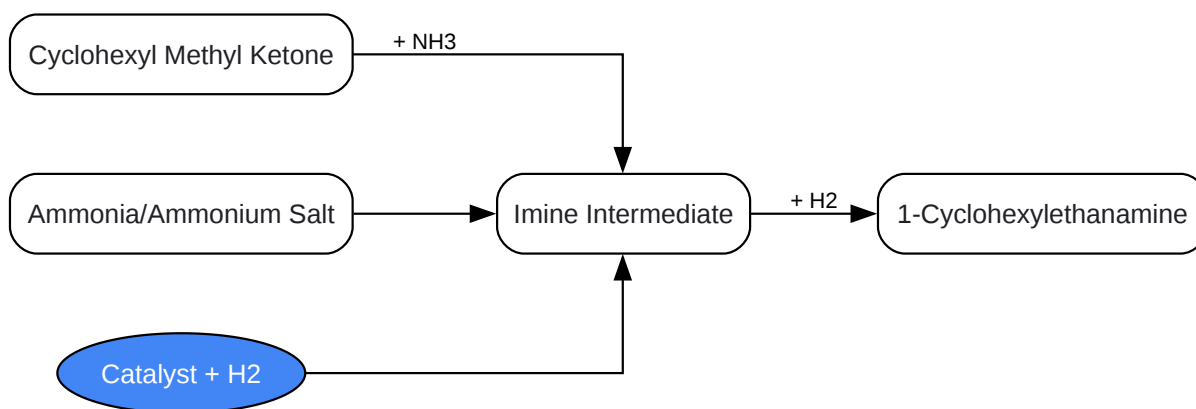 Cyclohexyl Methyl Ketone
+ NH3
Ammonia/Ammonium Salt
Imine Intermediate
+ H2
1-Cyclohexylethanamine
Catalyst + H2